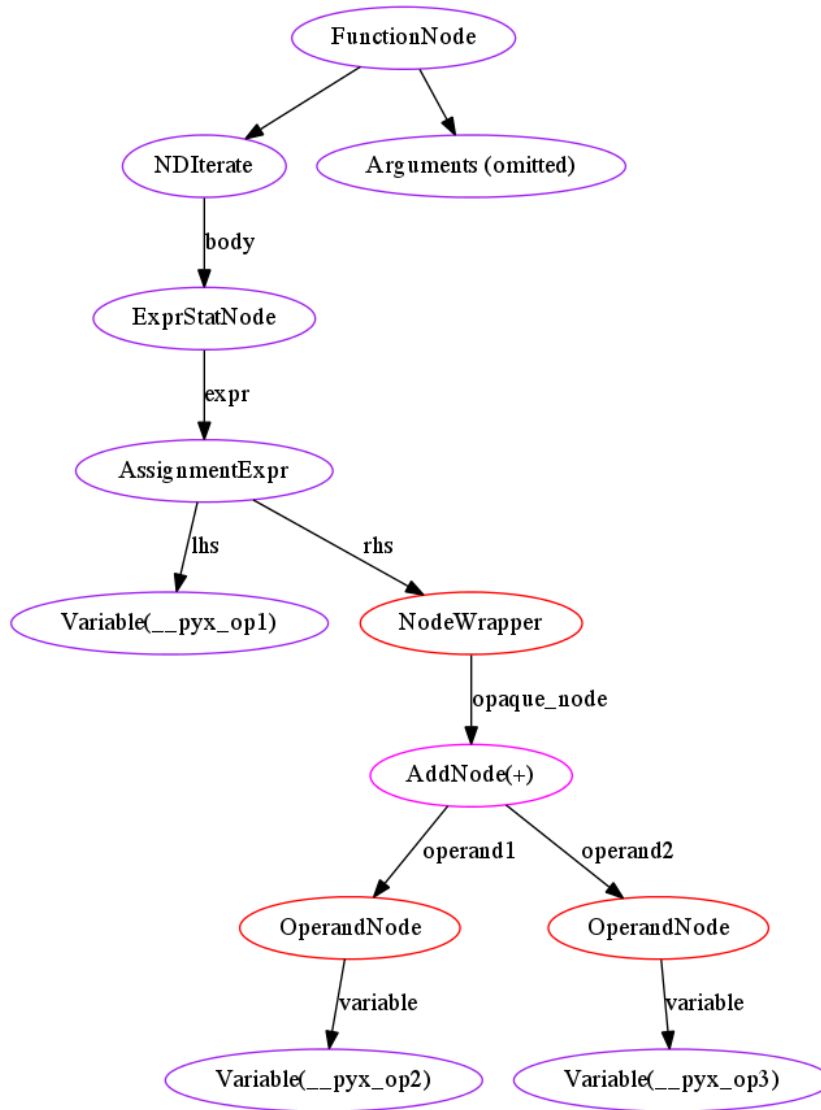 FunctionNode
NDIterate
Arguments (omitted)
body
ExprStatNode
expr
AssignmentExpr
lhs
rhs
Variable(__pyx_op1)
NodeWrapper
opaque_node
AddNode(+)
operand1
operand2
OperandNode
OperandNode
variable
variable
Variable(__pyx_op2)
Variable(__pyx_op3)